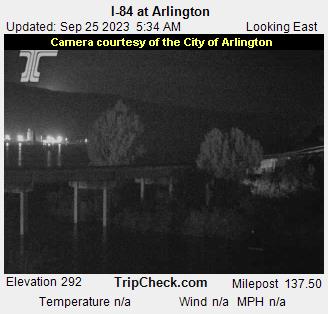 I-84 at Arlington
Updated: Sep 25 2023 5:34 AM Looking East
Camera courtesy of the City of Arlington
Elevation 292 TripCheck.com Milepost 137.50
Temperature n/a Wind n/a MPH n/a